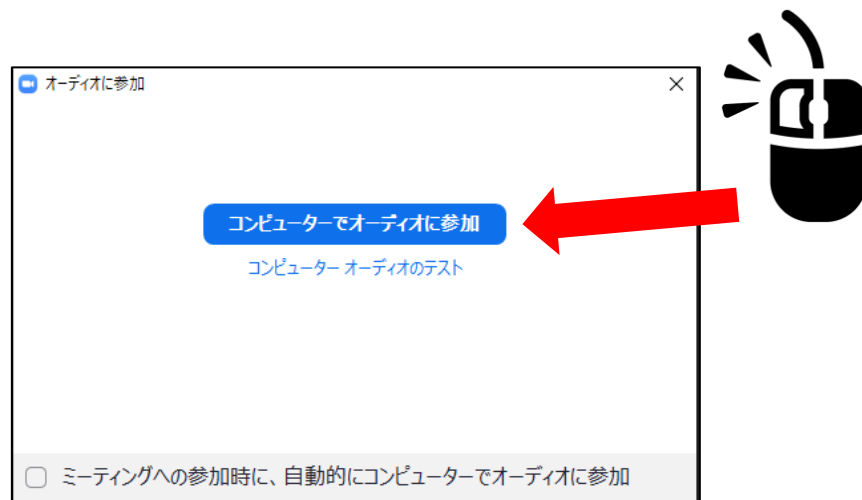 オーディオに参加
コンピューターでオーディオに参加
コンピューター オーディオのテスト
ミーティングへの参加時に、自動的にコンピューターでオーディオに参加